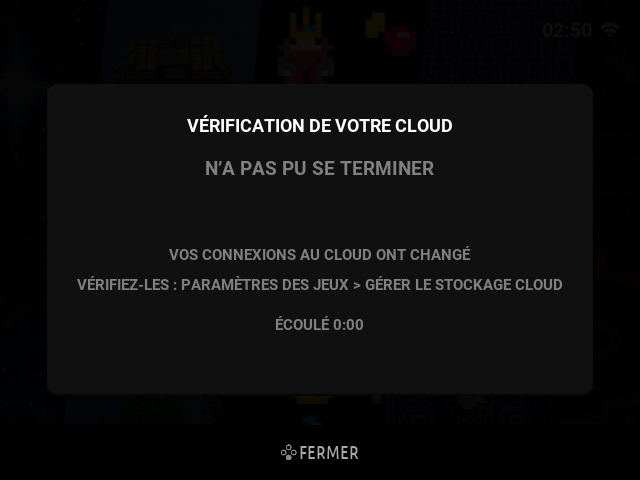 02:50
VÉRIFICATION DE VOTRE CLOUD
N'A PAS PU SE TERMINER
VOS CONNEXIONS AU CLOUD ONT CHANGÉ
VÉRIFIEZ-LES : PARAMÈTRES DES JEUX > GÉRER LE STOCKAGE CLOUD
ÉCOULÉ 0:00
FERMER